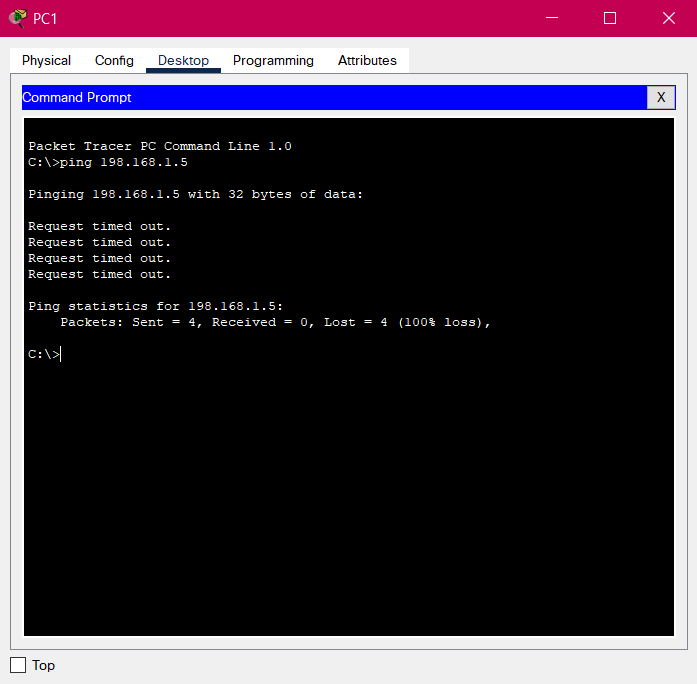 PC1
Physical Config Desktop Programming Attributes
Command Prompt X
Packet Tracer PC Command Line 1.0
C:\>ping 198.168.1.5
Pinging 198.168.1.5 with 32 bytes of data:
Request timed out.
Request timed out.
Request timed out.
Request timed out.
Ping statistics for 198.168.1.5:
Packets: Sent = 4, Received = 0, Lost = 4 (100% loss),
C:\>
Top